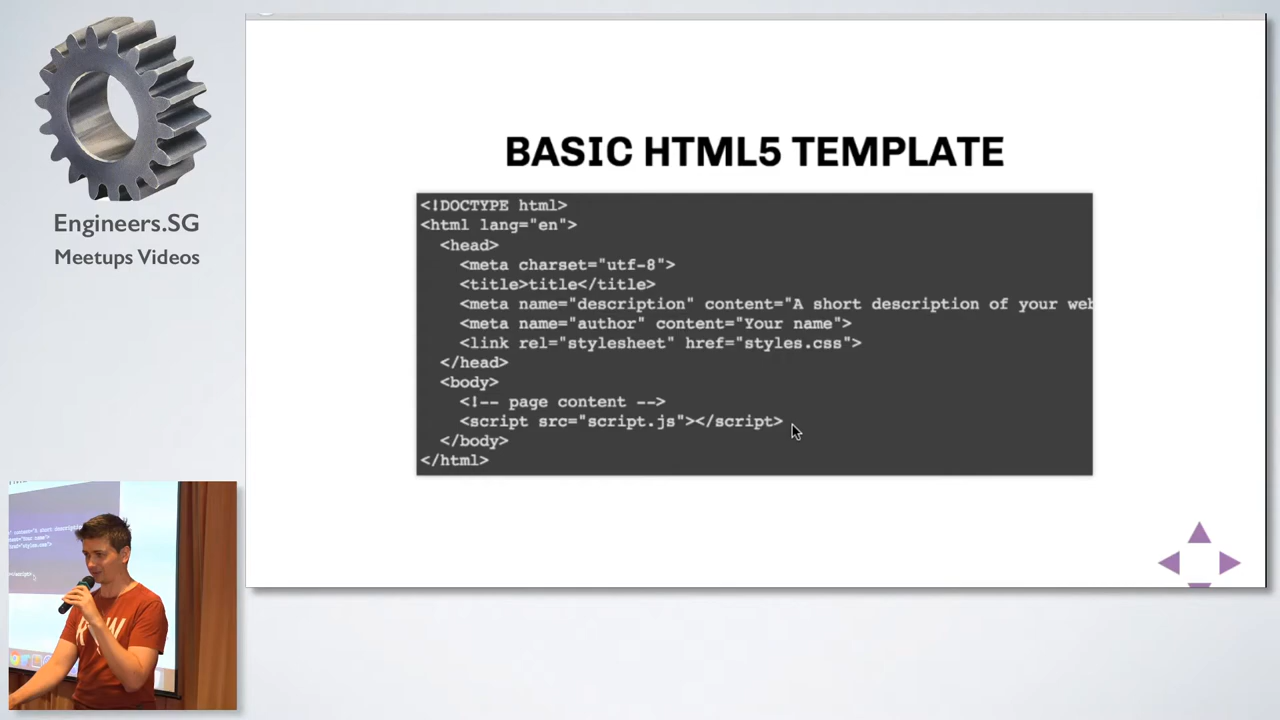 Engineers.SG
Meetups Videos
BASIC HTML5 TEMPLATE
<!DOCTYPE html>
<html lang="en">
<head>
<meta charset="utf-8">
<title>title</title>
<meta name="description" content="A short description of your web
<meta name="author" content="Your name">
<link rel="stylesheet" href="styles.css">
</head>
<body>
<!-- page content -->
<script src="script.js"></script>
</body>
</html>